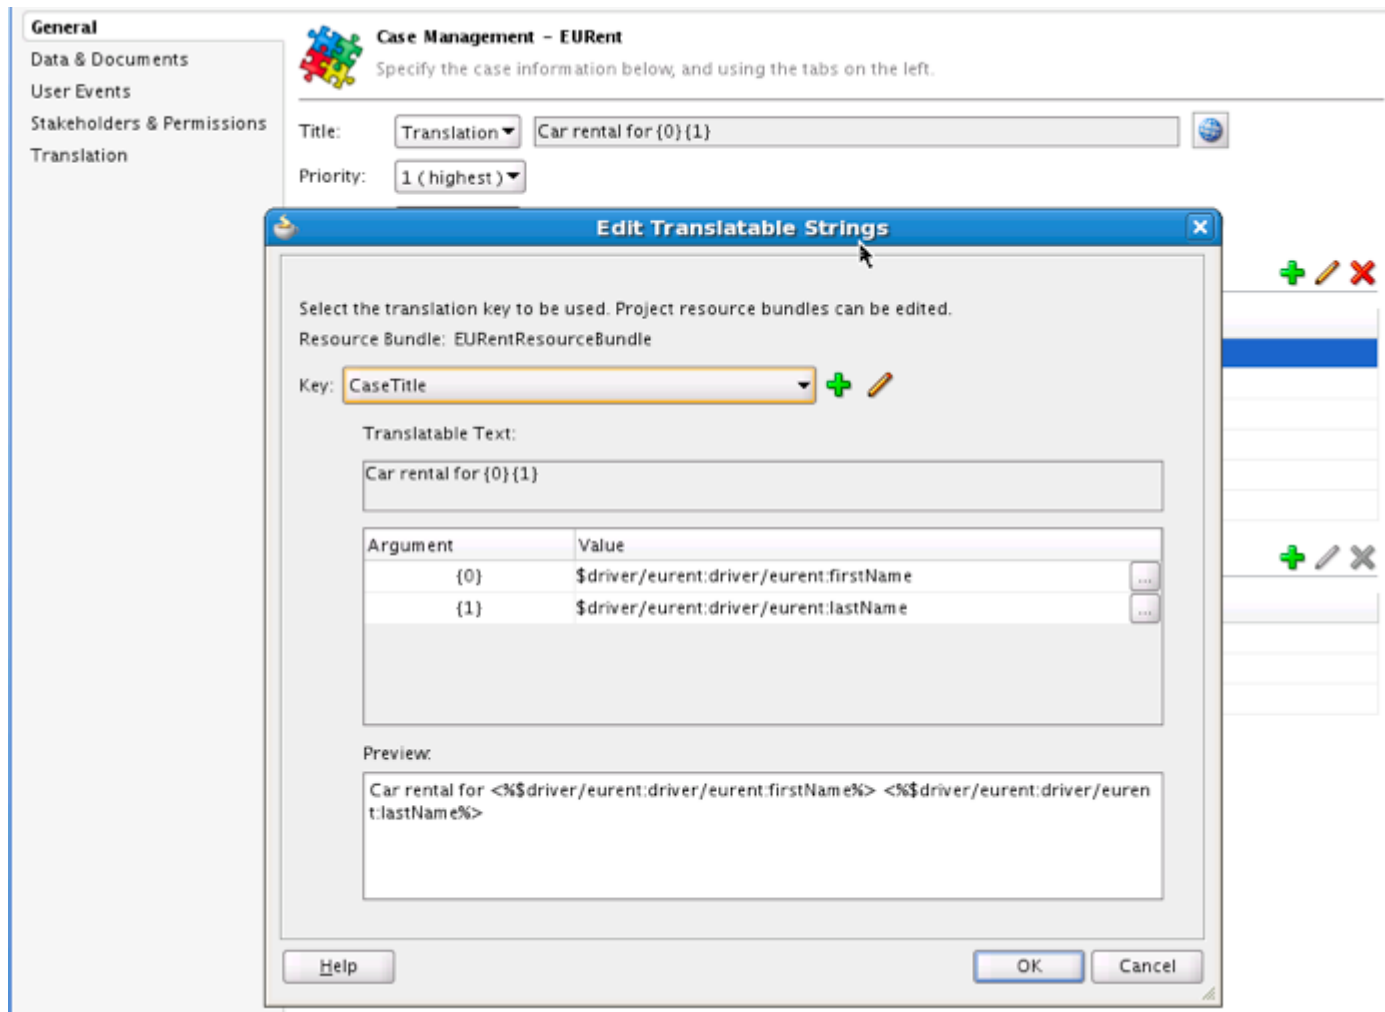 General
Data & Documents
User Events
Stakeholders & Permissions
Translation
Case Management - EURent
Specify the case information below, and using the tabs on the left.
Title: Translation Car rental for {0} {1}
Priority: 1 ( highest )
Edit Translatable Strings
Select the translation key to be used. Project resource bundles can be edited.
Resource Bundle: EURentResourceBundle
Key: CaseTitle
Translatable Text:
Car rental for {0} {1}
Argument Value
{0} $driver/eurent:driver/eurent:firstName ...
{1} $driver/eurent:driver/eurent:lastName ...
Preview:
Car rental for <%$driver/eurent:driver/eurent:firstName%> <%$driver/eurent:driver/euren
t:lastName%>
Help OK Cancel